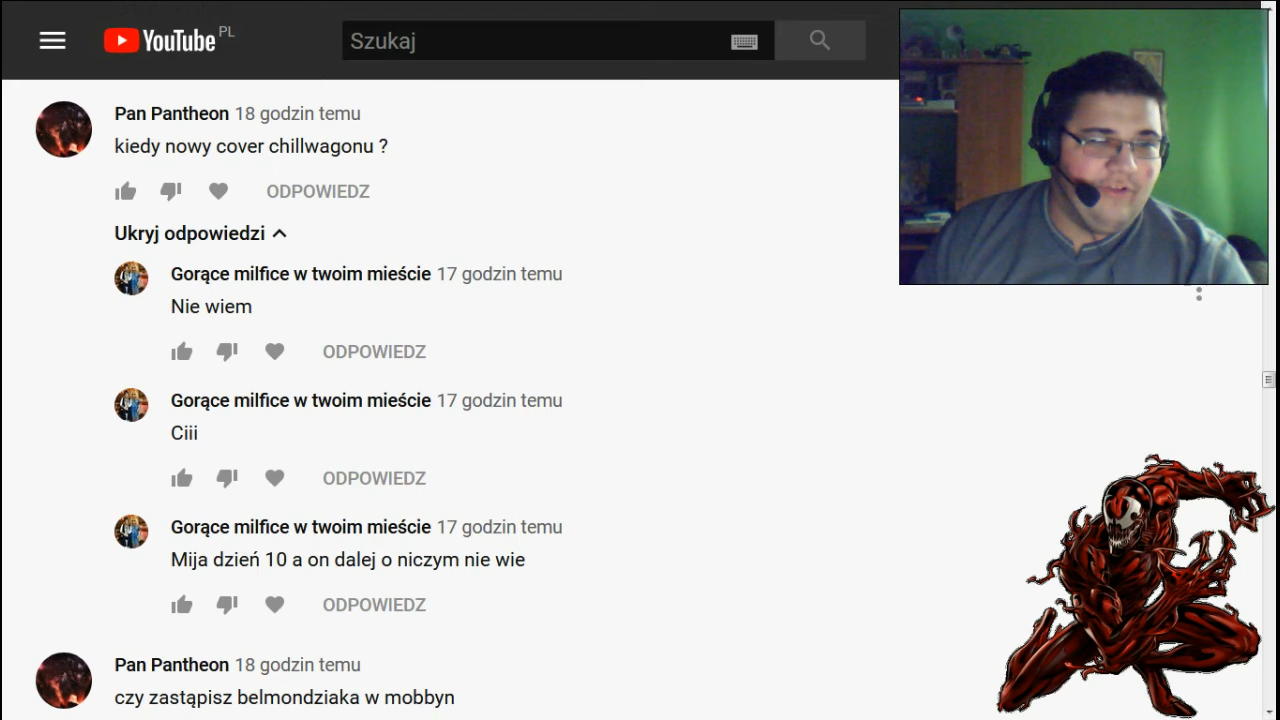 YouTube PL
Szukaj
Pan Pantheon 18 godzin temu
kiedy nowy cover chillwagonu ?
ODPOWIEDZ
Ukryj odpowiedzi
Gorące milfice w twoim mieście 17 godzin temu
Nie wiem
ODPOWIEDZ
Gorące milfice w twoim mieście 17 godzin temu
Ciii
ODPOWIEDZ
Gorące milfice w twoim mieście 17 godzin temu
Mija dzień 10 a on dalej o niczym nie wie
ODPOWIEDZ
Pan Pantheon 18 godzin temu
czy zastąpisz belmondziaka w mobbyn